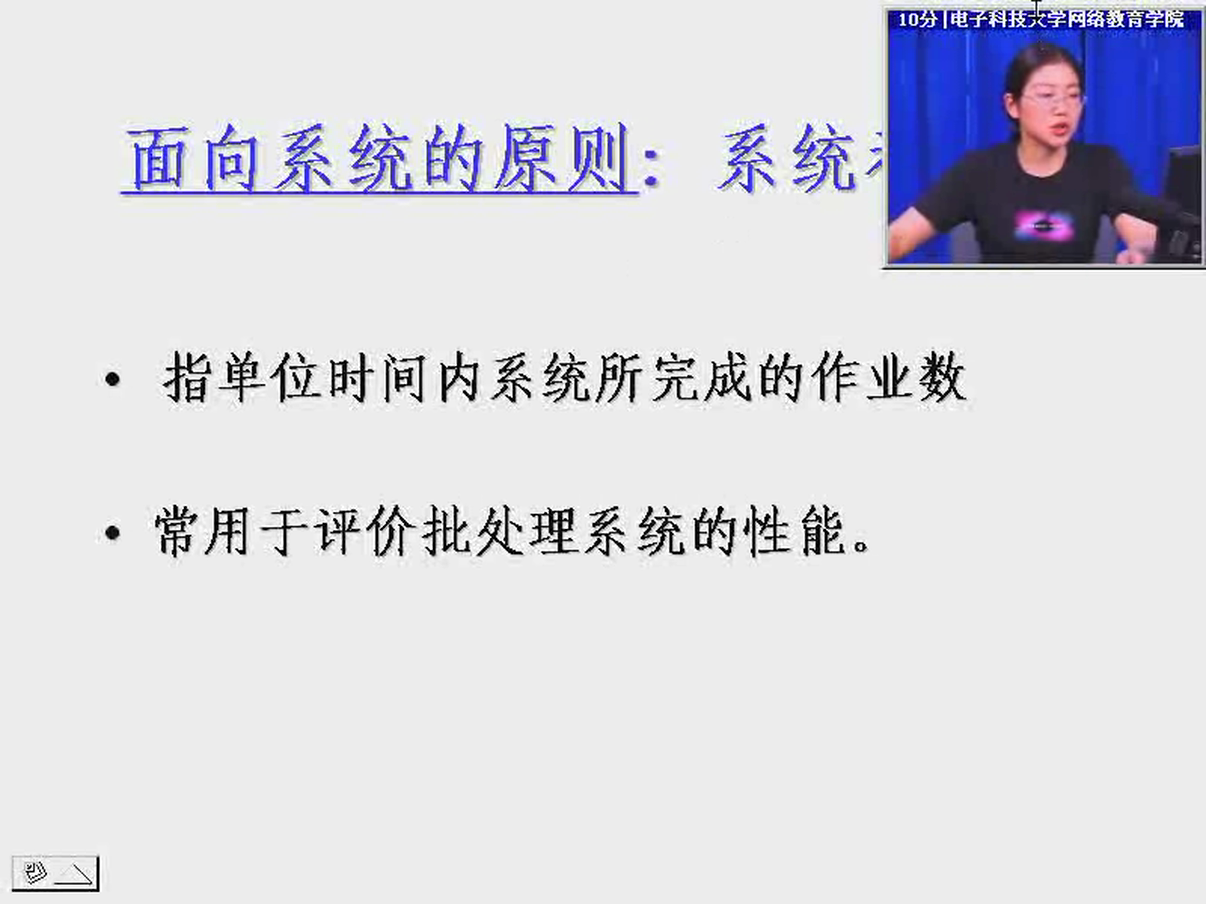 10分|电子科技大学网络教育学院
面向系统的原则： 系统
• 指单位时间内系统所完成的作业数
• 常用于评价批处理系统的性能。